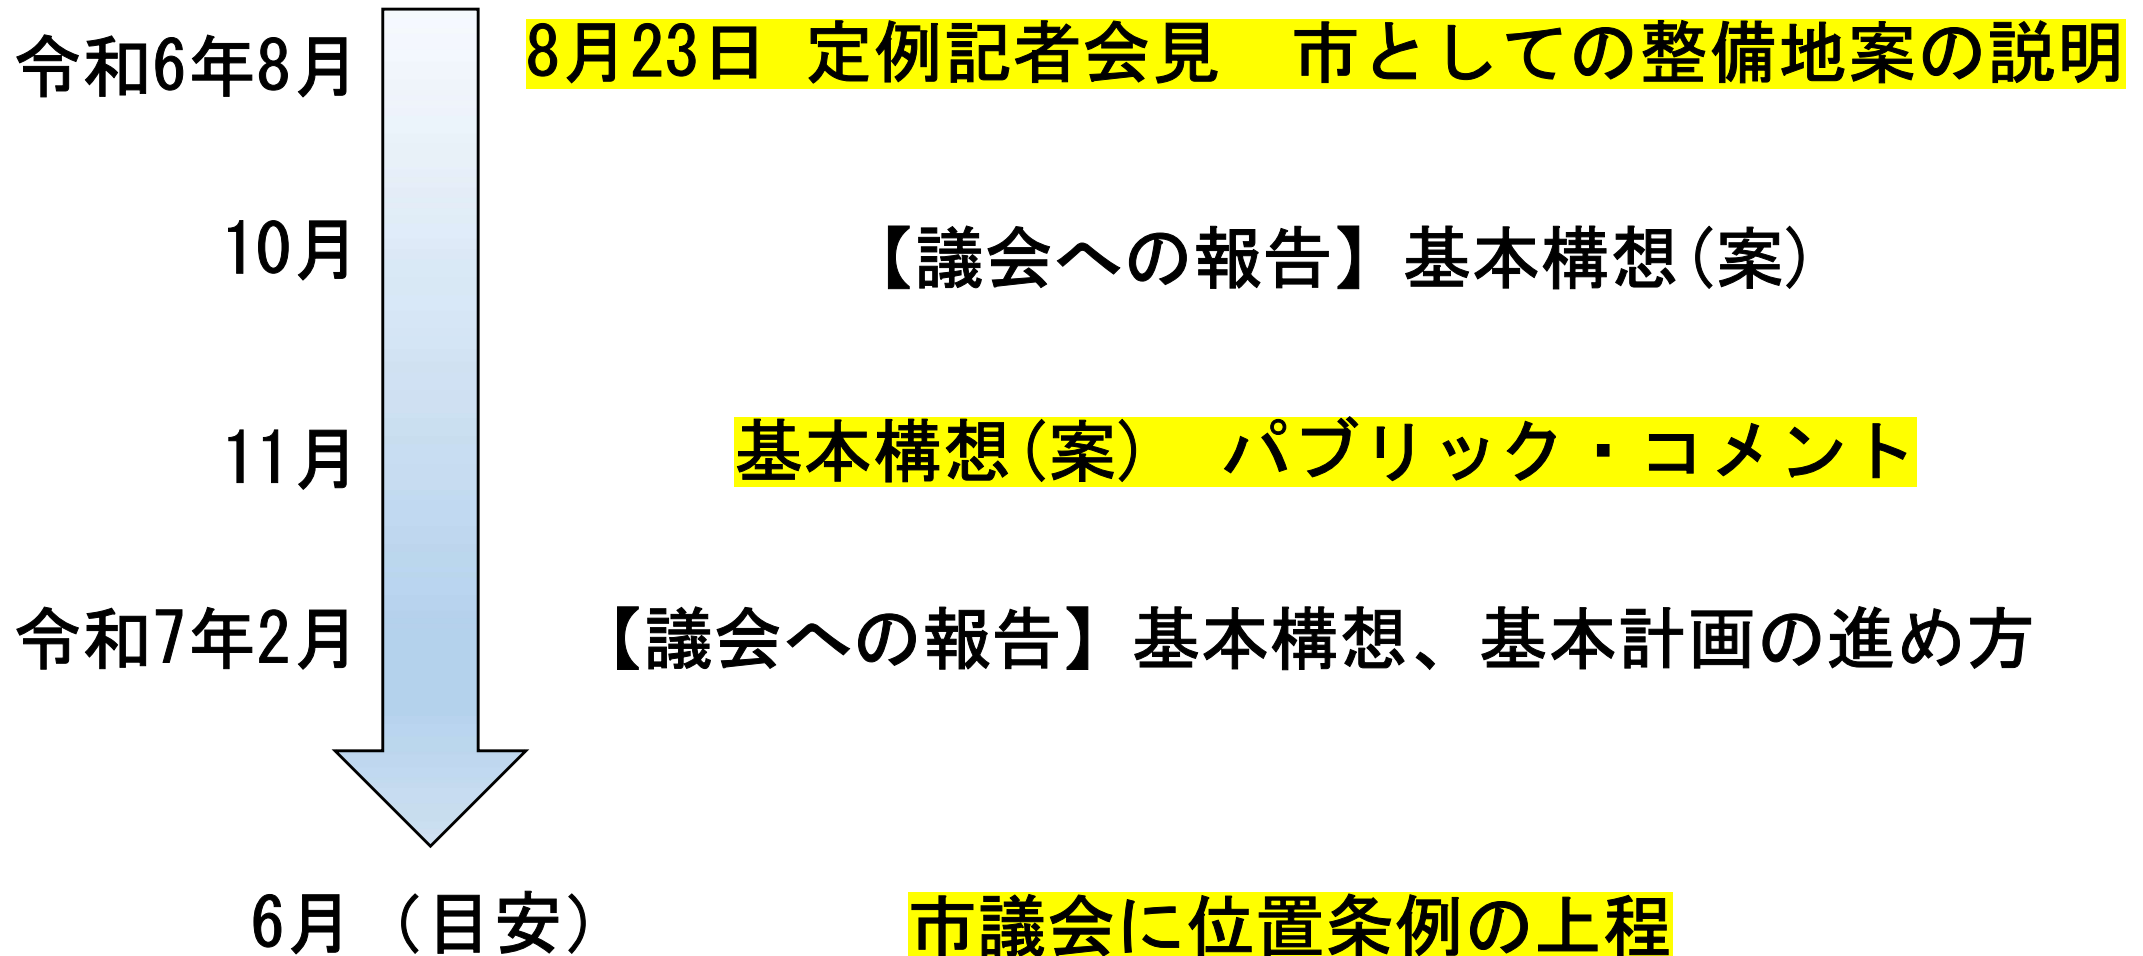 令和6年8月 8月23日 定例記者会見　市としての整備地案の説明
10月 【議会への報告】基本構想(案)
11月 基本構想(案)　パブリック・コメント
令和7年2月 【議会への報告】基本構想、基本計画の進め方
6月（目安） 市議会に位置条例の上程